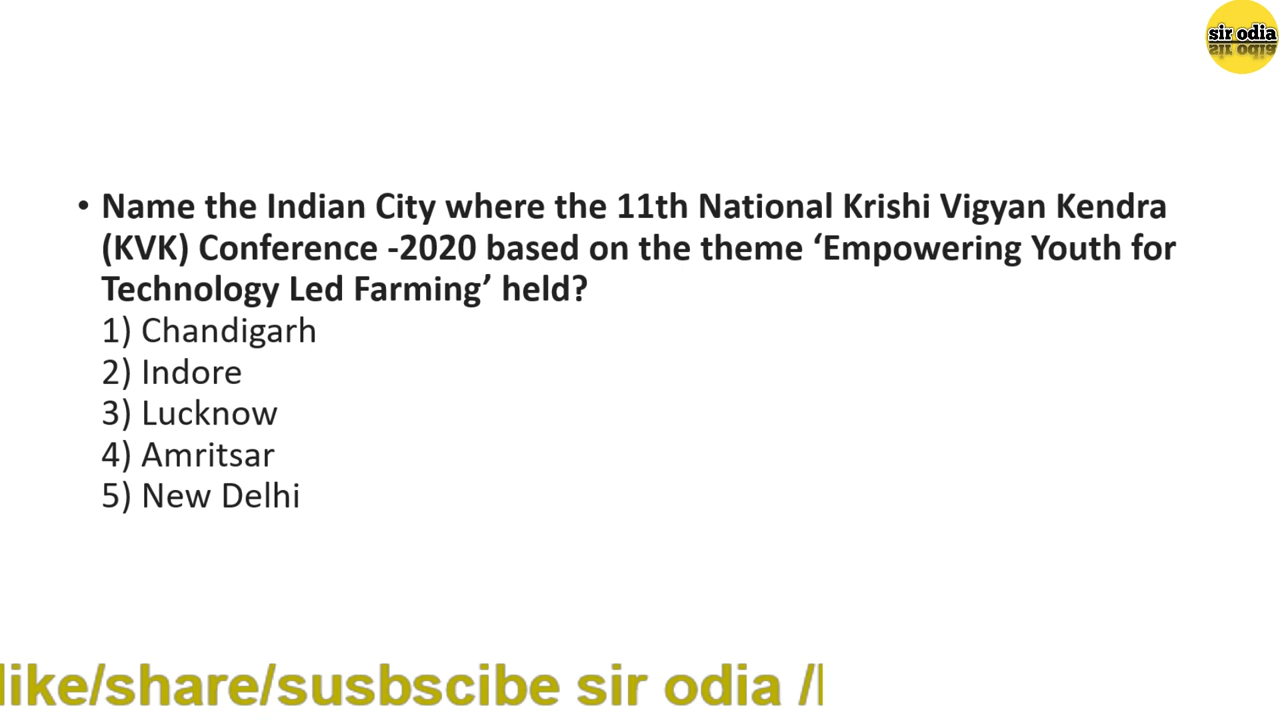 sir odia
• Name the Indian City where the 11th National Krishi Vigyan Kendra
(KVK) Conference -2020 based on the theme ‘Empowering Youth for
Technology Led Farming’ held?
1) Chandigarh
2) Indore
3) Lucknow
4) Amritsar
5) New Delhi
like/share/susbscibe sir odia /